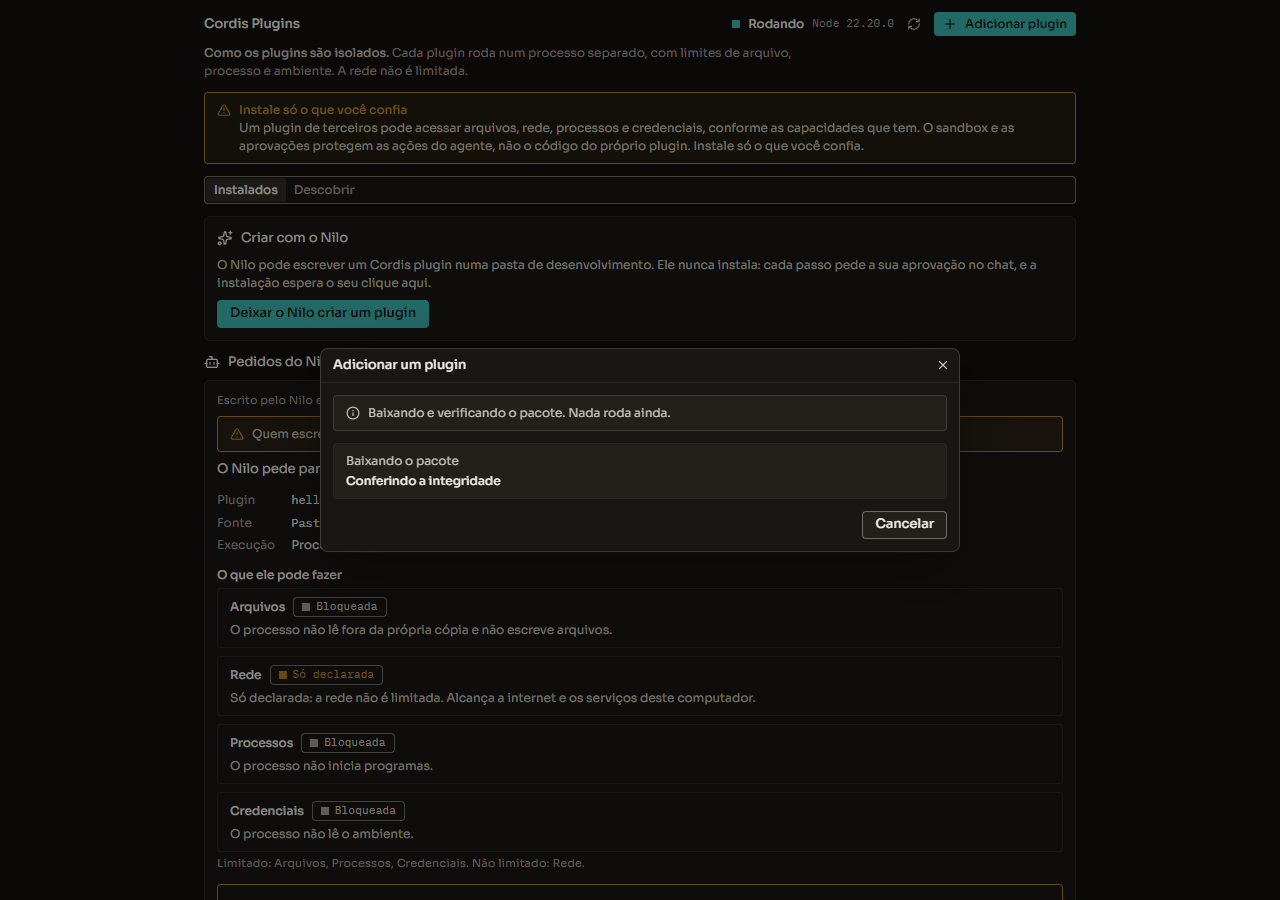 Cordis Plugins
Rodando Node 22.20.0
Adicionar plugin
Como os plugins são isolados. Cada plugin roda num processo separado, com limites de arquivo,
processo e ambiente. A rede não é limitada.
Instale só o que você confia
Um plugin de terceiros pode acessar arquivos, rede, processos e credenciais, conforme as capacidades que tem. O sandbox e as
aprovações protegem as ações do agente, não o código do próprio plugin. Instale só o que você confia.
Instalados Descobrir
Criar com o Nilo
O Nilo pode escrever um Cordis plugin numa pasta de desenvolvimento. Ele nunca instala: cada passo pede a sua aprovação no chat, e a
instalação espera o seu clique aqui.
Deixar o Nilo criar um plugin
Pedidos do
Escrito pelo Nilo
Quem
O Nilo pede
Plugin
Fonte
Execução
Adicionar um plugin
Baixando e verificando o pacote. Nada roda ainda.
Baixando o pacote
Conferindo a integridade
Cancelar
O que ele pode fazer
Arquivos Bloqueada
O processo não lê fora da própria cópia e não escreve arquivos.
Rede Só declarada
Só declarada: a rede não é limitada. Alcança a internet e os serviços deste computador.
Processos Bloqueada
O processo não inicia programas.
Credenciais Bloqueada
O processo não lê o ambiente.
Limitado: Arquivos, Processos, Credenciais. Não limitado: Rede.